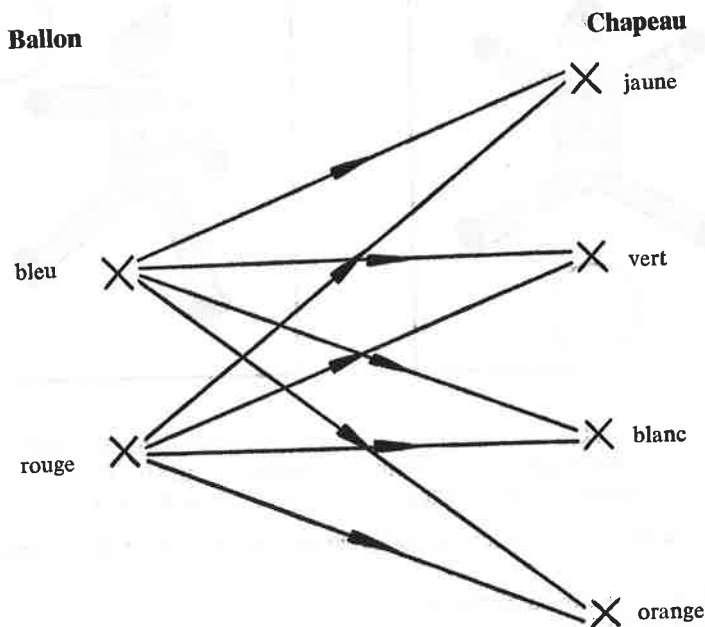 Ballon
Chapeau
jaune
bleu
vert
rouge
blanc
orange